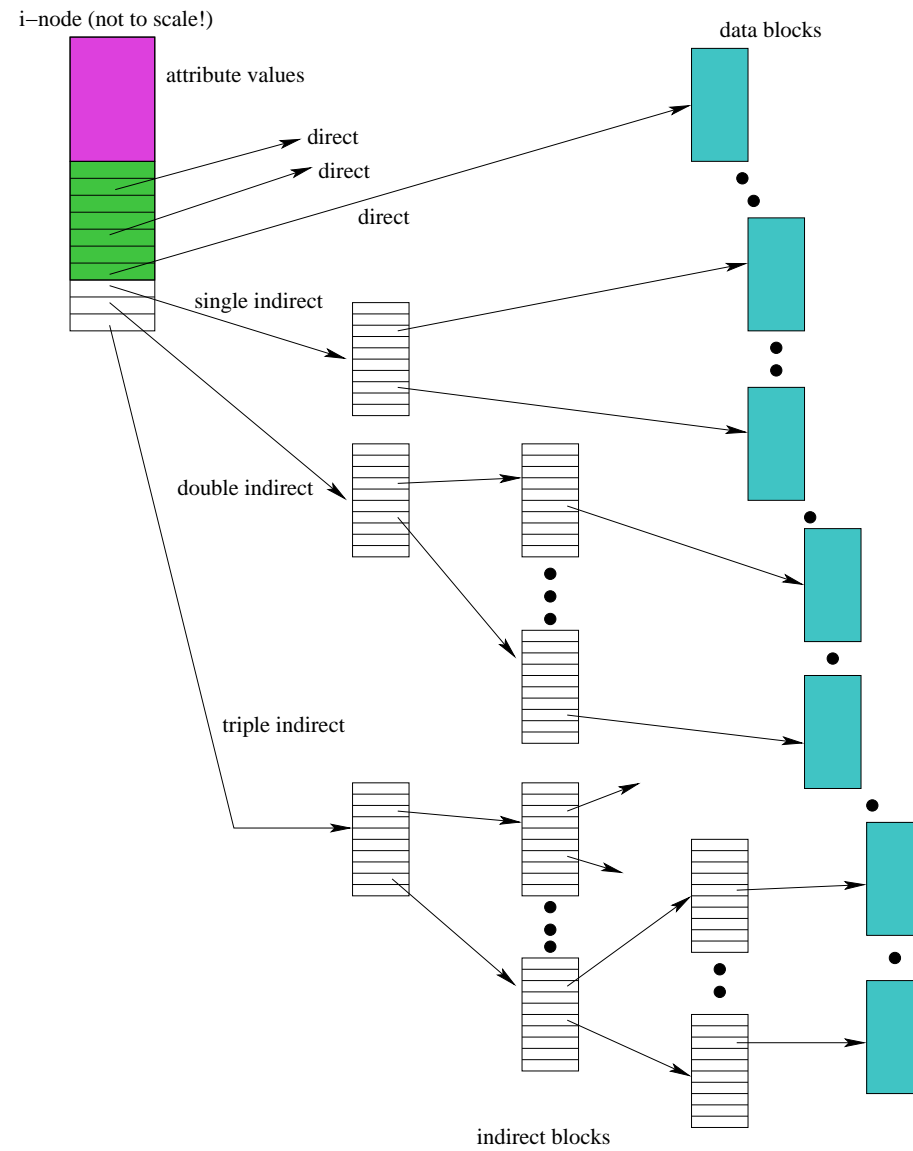 i−node (not to scale!)
data blocks
attribute values
direct
direct
direct
single indirect
double indirect
triple indirect
indirect blocks